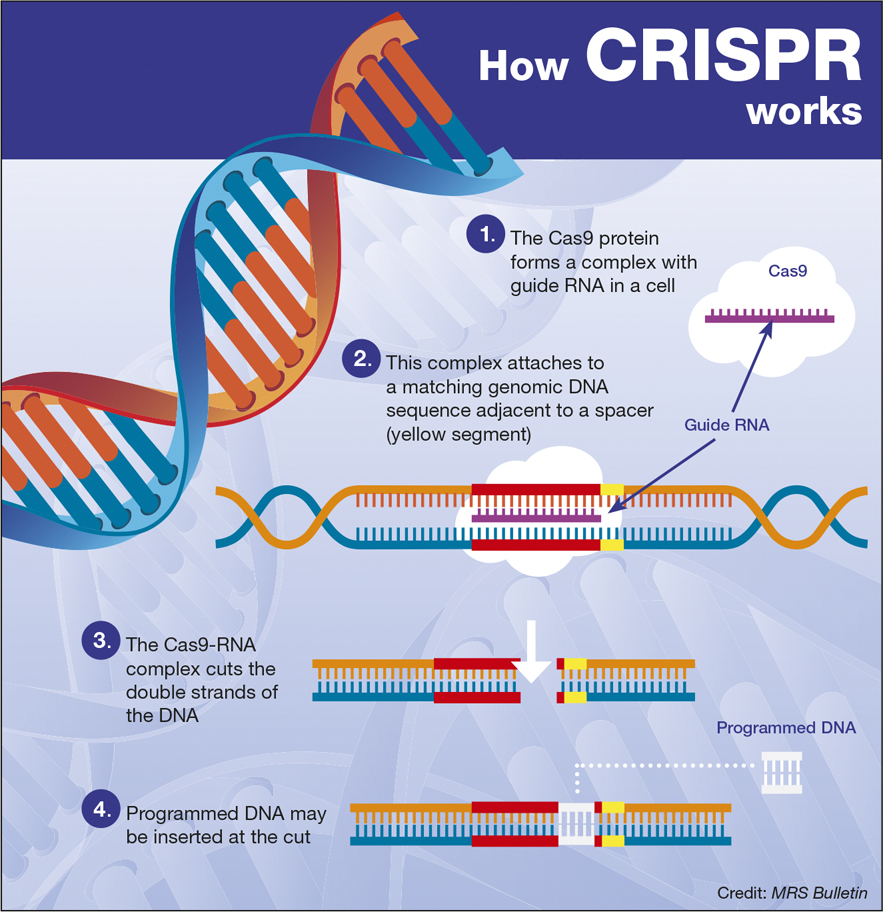 How CRISPR
works
1. The Cas9 protein
forms a complex with
guide RNA in a cell
Cas9
2. This complex attaches to
a matching genomic DNA
sequence adjacent to a spacer
(yellow segment)
Guide RNA
3. The Cas9-RNA
complex cuts the
double strands of
the DNA
Programmed DNA
4. Programmed DNA may
be inserted at the cut
Credit: MRS Bulletin